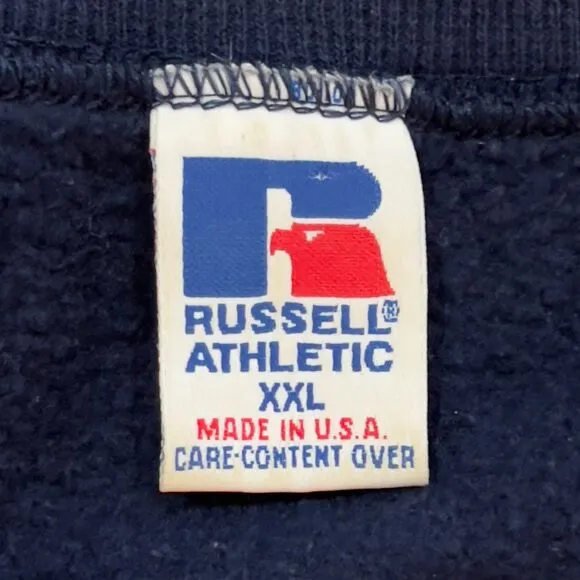 RUSSELL®
ATHLETIC
XXL
MADE IN U.S.A.
CARE-CONTENT OVER